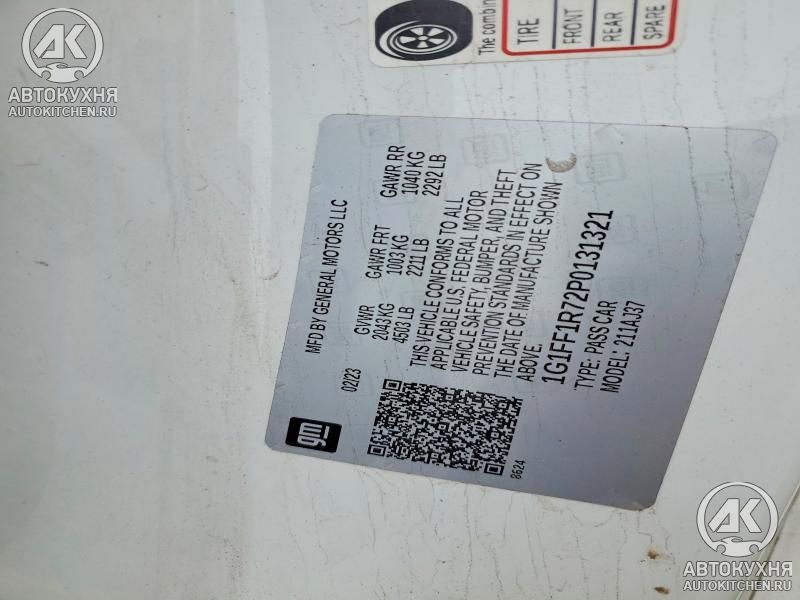 АВТОКУХНЯ
AUTOKITCHEN.RU
The combin
TIRE
FRONT
REAR
SPARE
gm
MFD BY GENERAL MOTORS LLC
02/23
GVWR
2043 KG
4503 LB
GAWR FRT
1003 KG
2211 LB
GAWR RR
1040 KG
2292 LB
THIS VEHICLE CONFORMS TO ALL
APPLICABLE U.S. FEDERAL MOTOR
VEHICLE SAFETY, BUMPER, AND THEFT
PREVENTION STANDARDS IN EFFECT ON
THE DATE OF MANUFACTURE SHOWN
ABOVE.
1G1FF1R72P0131321
TYPE: PASS CAR
MODEL: 211AJ37
8624
АВТОКУХНЯ
AUTOKITCHEN.RU